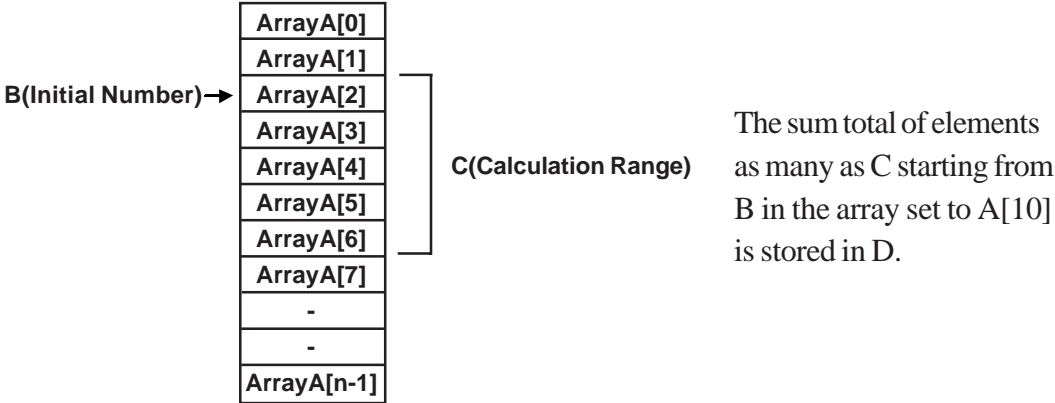 ArrayA[0]
ArrayA[1]
B(Initial Number)
ArrayA[2]
ArrayA[3]
ArrayA[4]
ArrayA[5]
ArrayA[6]
ArrayA[7]
-
-
ArrayA[n-1]
C(Calculation Range)
The sum total of elements
as many as C starting from
B in the array set to A[10]
is stored in D.